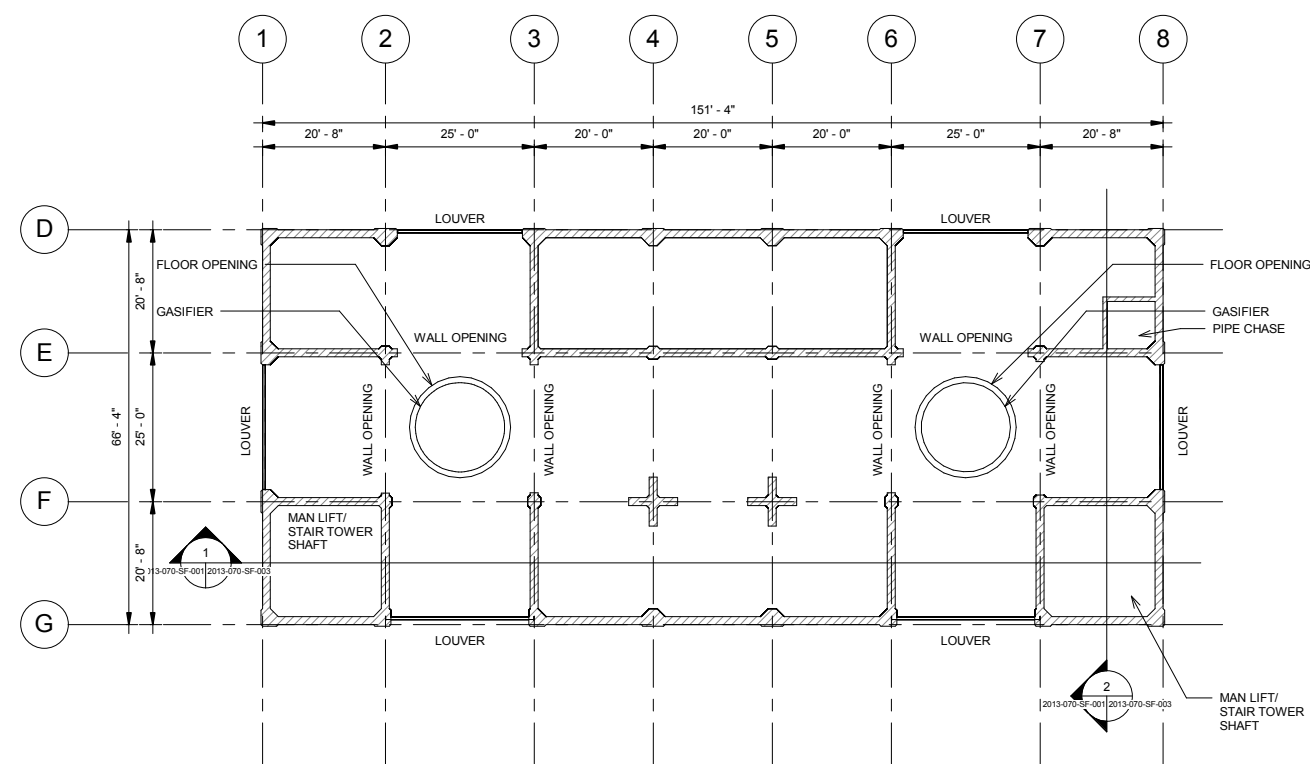 1
2
3
4
5
6
7
8
151' - 4"
20' - 8"
25' - 0"
20' - 0"
20' - 0"
20' - 0"
25' - 0"
20' - 8"
D
LOUVER
LOUVER
FLOOR OPENING
FLOOR OPENING
20' - 8"
GASIFIER
GASIFIER
PIPE CHASE
WALL OPENING
WALL OPENING
E
66' - 4"
25' - 0"
LOUVER
WALL OPENING
WALL OPENING
WALL OPENING
WALL OPENING
LOUVER
F
MAN LIFT/
STAIR TOWER
SHAFT
20' - 8"
1
2013-070-SF-003
G
LOUVER
LOUVER
2
2013-070-SF-001
2013-070-SF-003
MAN LIFT/
STAIR TOWER
SHAFT